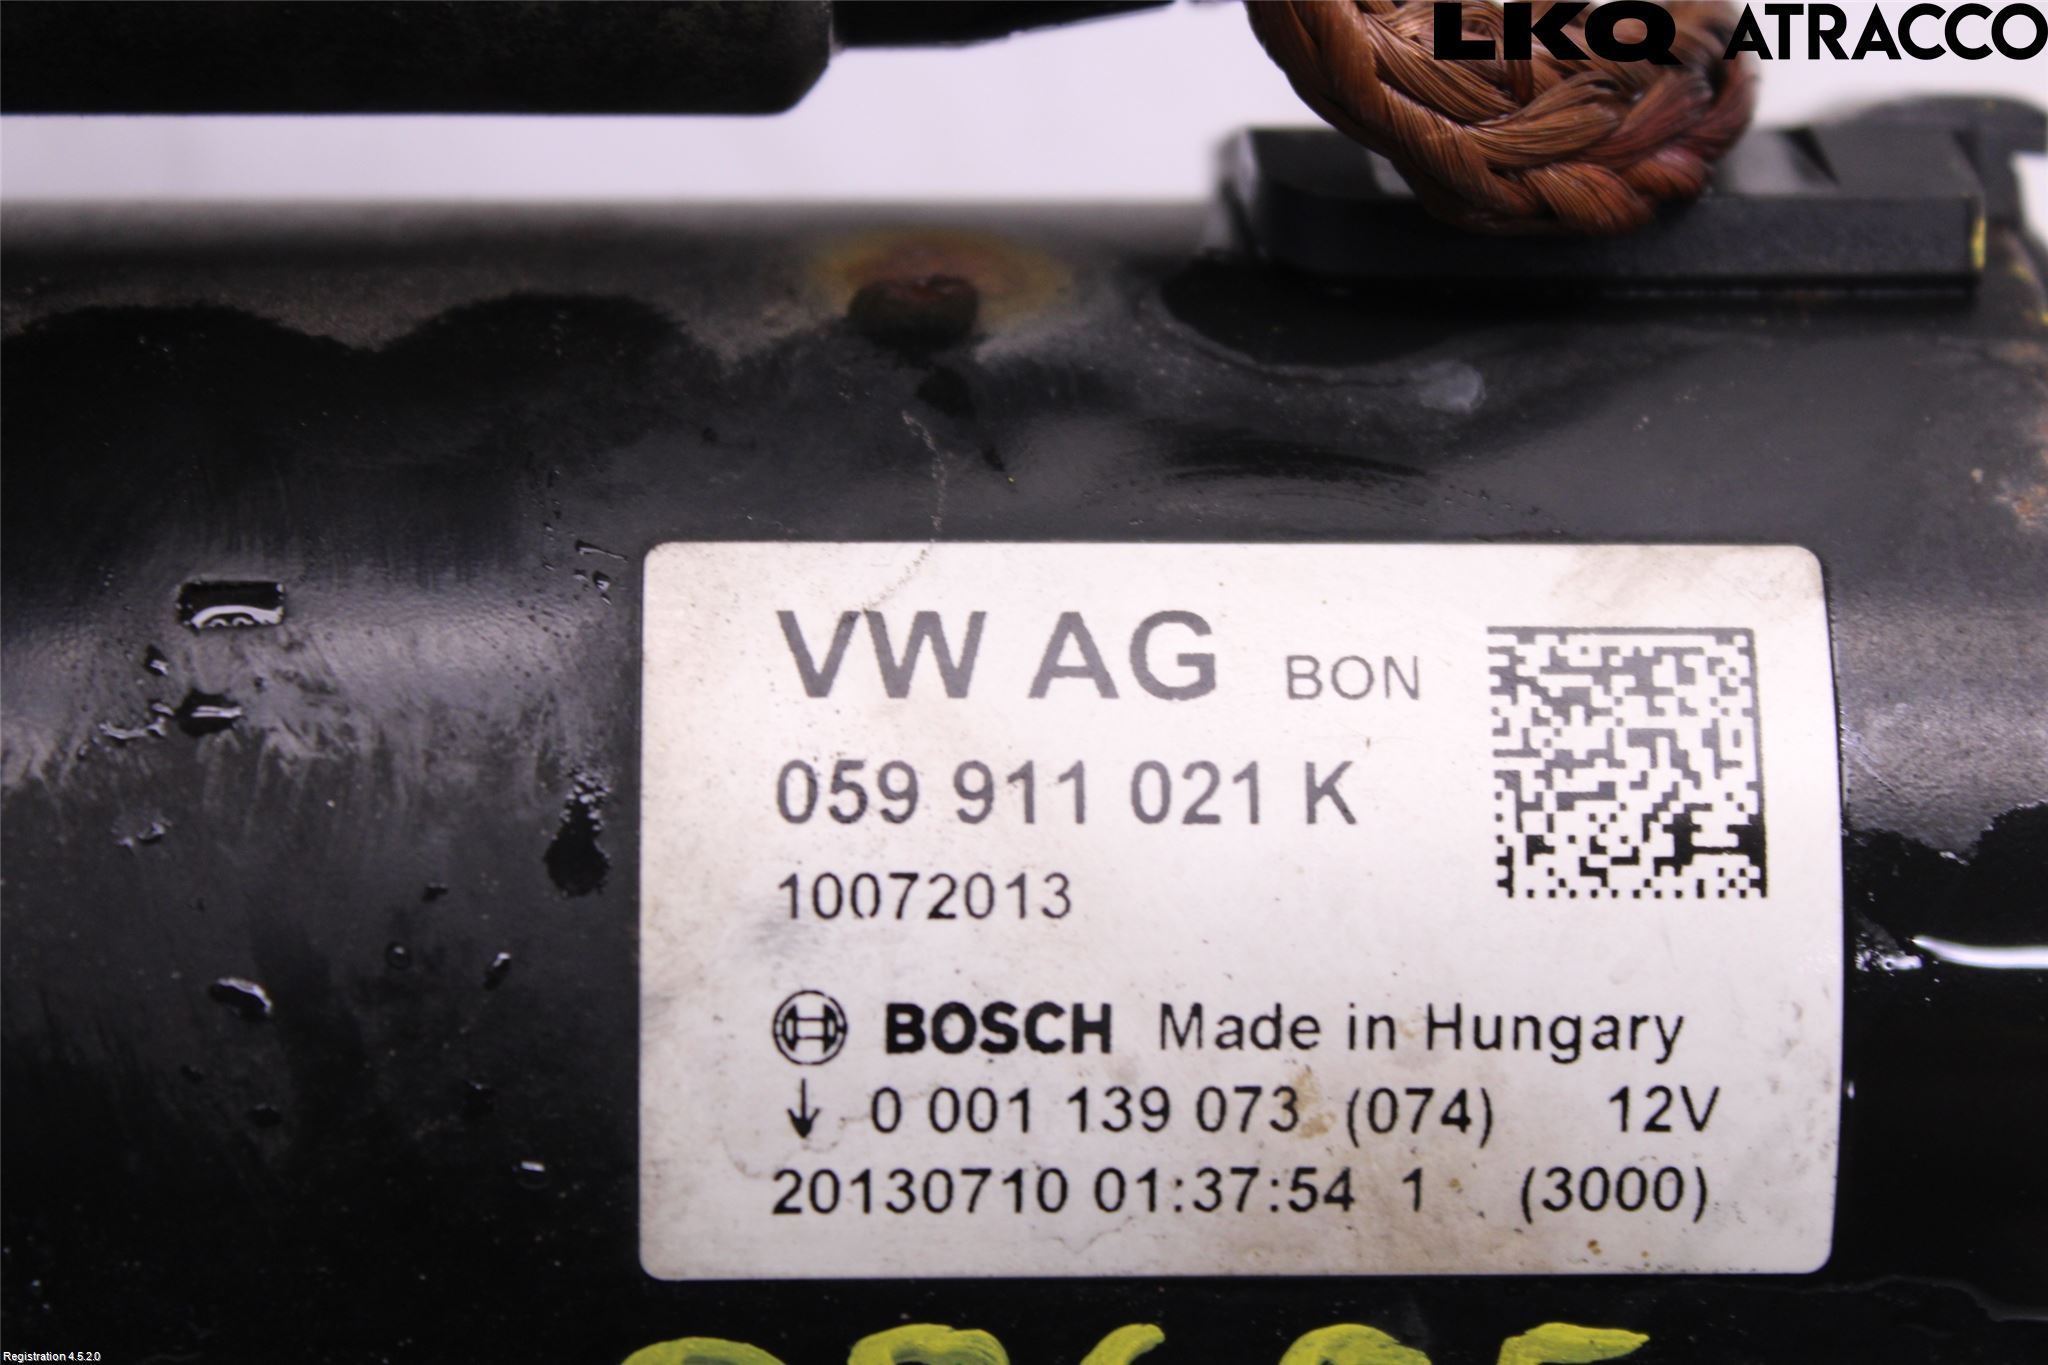 LKQ ATRACCO
VW AG BON
059 911 021 K
10072013
BOSCH Made in Hungary
↓ 0 001 139 073 (074) 12V
20130710 01:37:54 1 (3000)
Registration 4.5.2.0